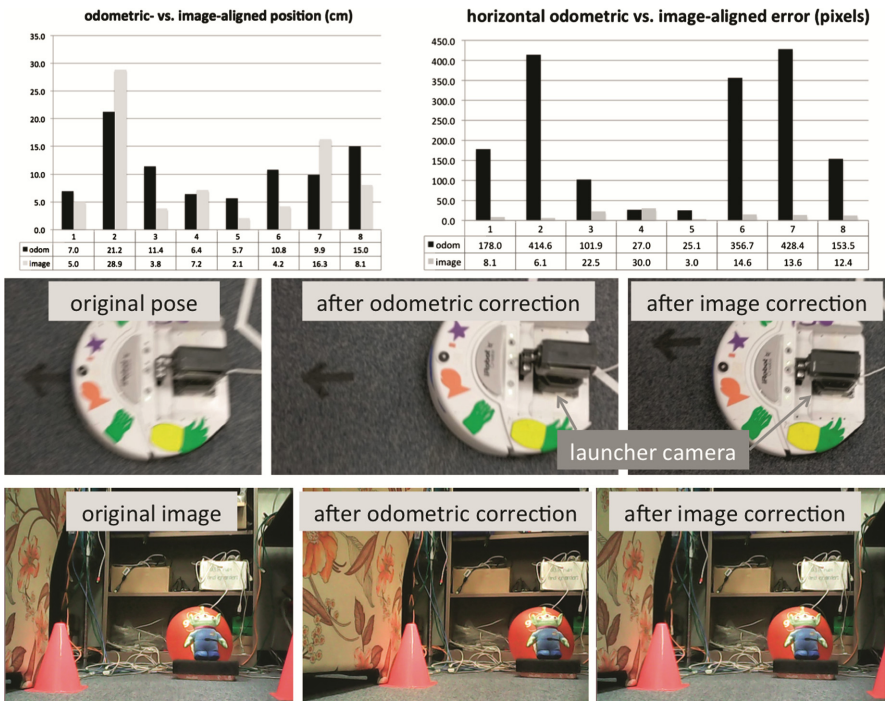 odometric- vs. image-aligned position (cm)
35.0
30.0
25.0
20.0
15.0
10.0
5.0
0.0
1 2 3 4 5 6 7 8
odom 7.0 21.2 11.4 6.4 5.7 10.8 9.9 15.0
image 5.0 28.9 3.8 7.2 2.1 4.2 16.3 8.1
horizontal odometric vs. image-aligned error (pixels)
450.0
400.0
350.0
300.0
250.0
200.0
150.0
100.0
50.0
0.0
1 2 3 4 5 6 7 8
odom 178.0 414.6 101.9 27.0 25.1 356.7 428.4 153.5
image 8.1 6.1 22.5 30.0 3.0 14.6 13.6 12.4
original pose
after odometric correction
after image correction
iRobot
iRobot
launcher camera
original image
after odometric correction
after image correction